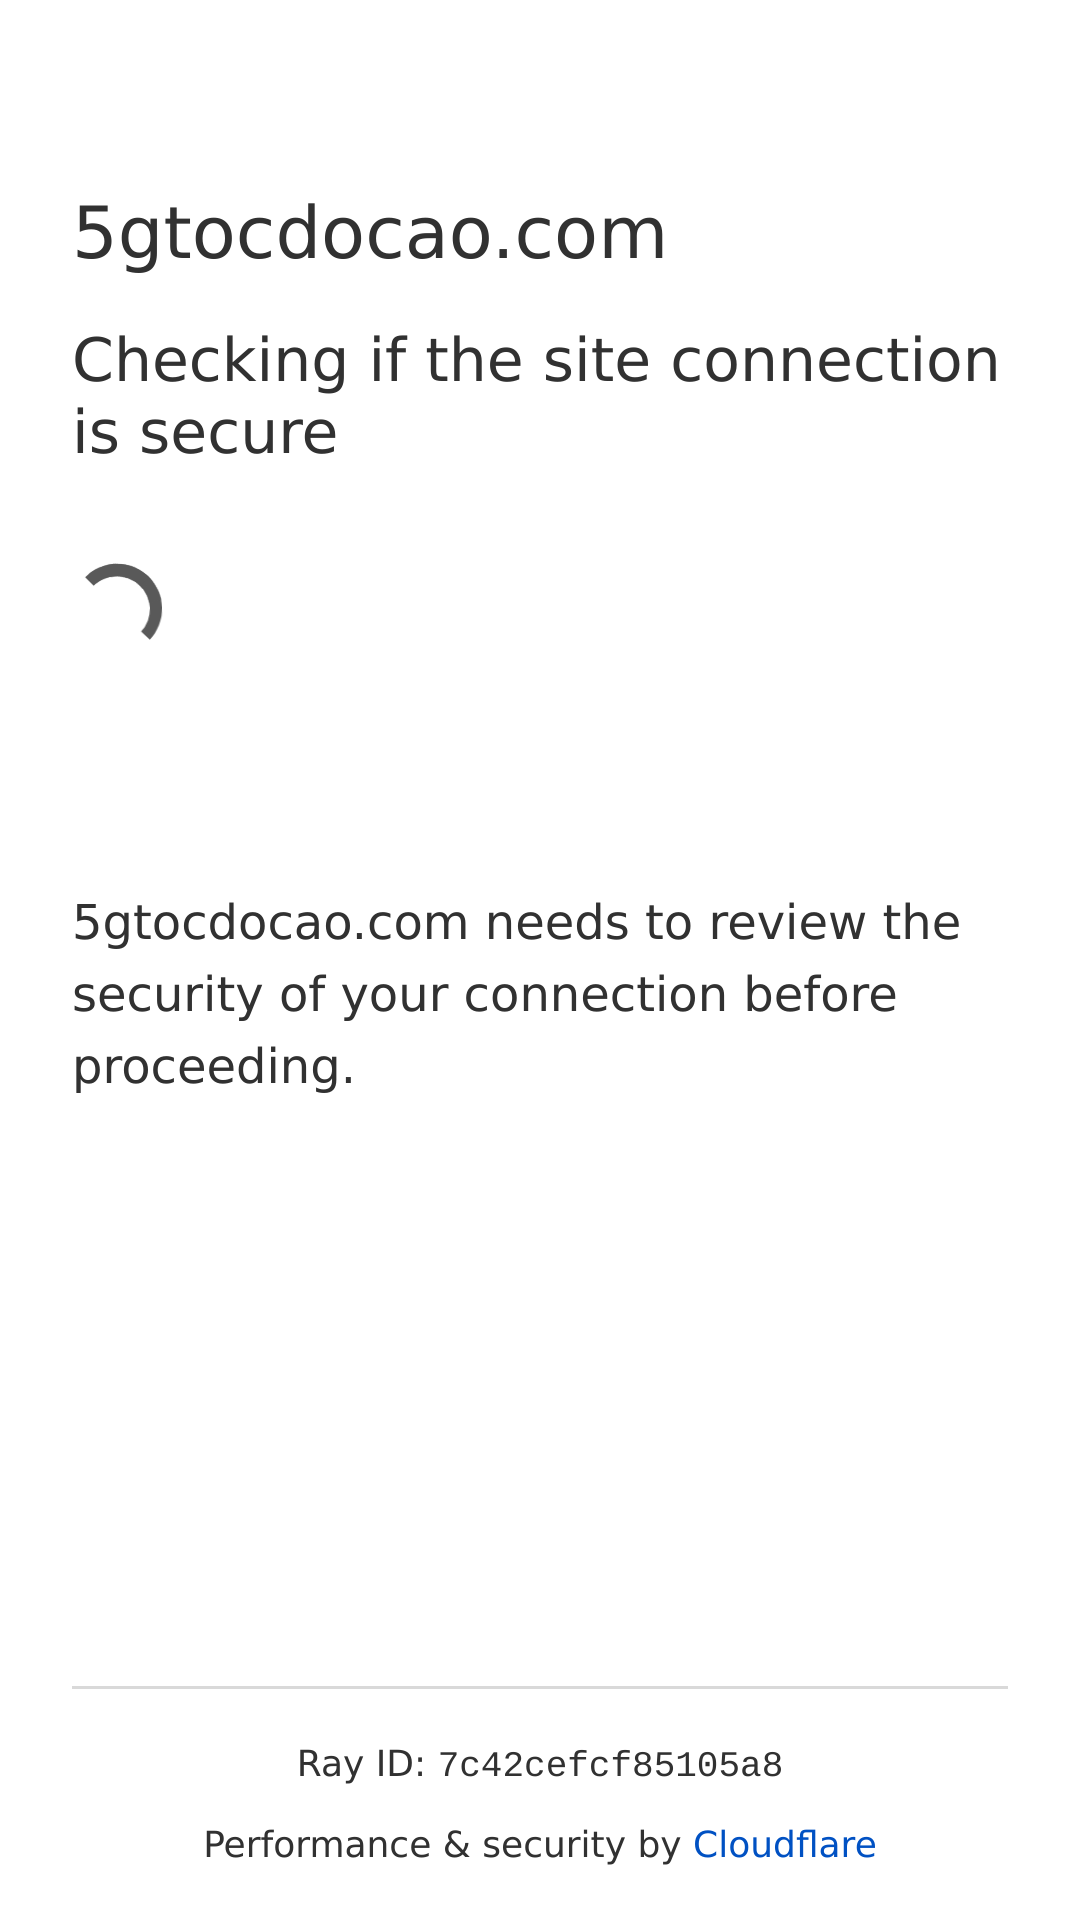 5gtocdocao.com
Checking if the site connection
is secure
5gtocdocao.com needs to review the
security of your connection before
proceeding.
Ray ID: 7c42cefcf85105a8
Performance & security by Cloudflare